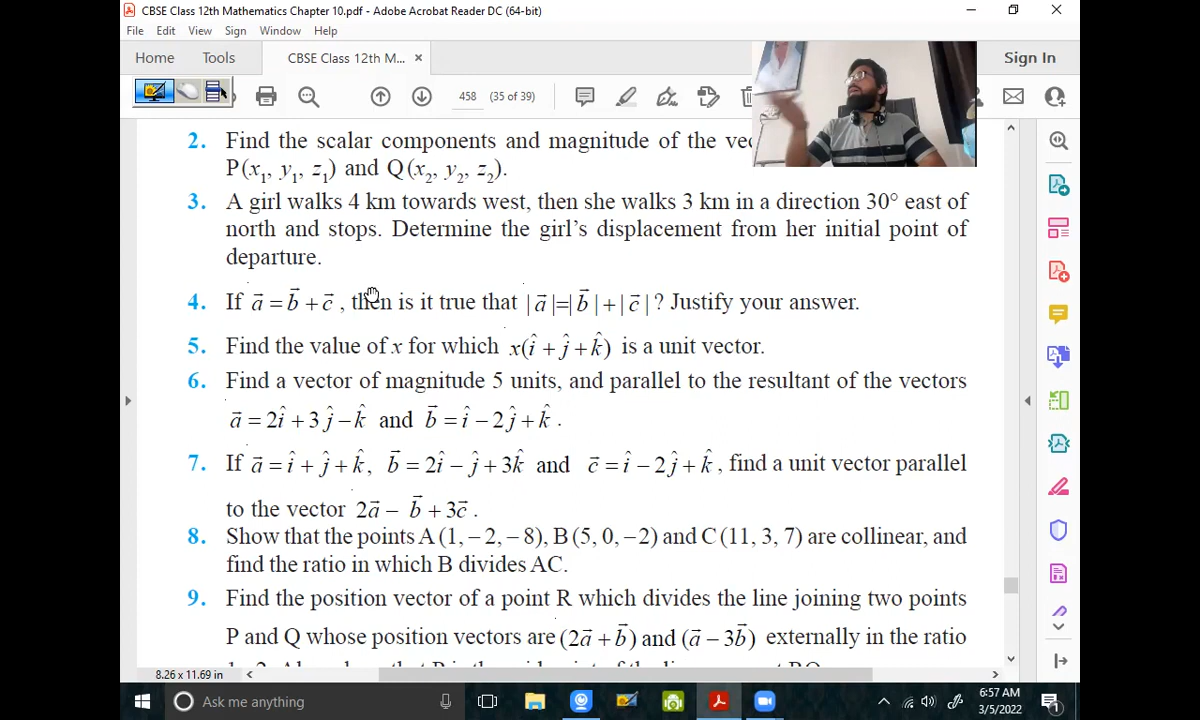 CBSE Class 12th Mathematics Chapter 10.pdf - Adobe Acrobat Reader DC (64-bit)
File Edit View Sign Window Help
Home Tools CBSE Class 12th M... × Sign In
458 (35 of 39)
2. Find the scalar components and magnitude of the
P(x₁, y₁, z₁) and Q(x₂, y₂, z₂).
3. A girl walks 4 km towards west, then she walks 3 km in a direction 30° east of
north and stops. Determine the girl's displacement from her initial point of
departure.
4. If a⃗ = b⃗ + c⃗, then is it true that |a⃗|=|b⃗|+|c⃗|? Justify your answer.
5. Find the value of x for which x(î + ĵ + k̂) is a unit vector.
6. Find a vector of magnitude 5 units, and parallel to the resultant of the vectors
a⃗ = 2î + 3ĵ − k̂ and b⃗ = î − 2ĵ + k̂.
7. If a⃗ = î + ĵ + k̂, b⃗ = 2î − ĵ + 3k̂ and c⃗ = î − 2ĵ + k̂, find a unit vector parallel
to the vector 2a⃗ − b⃗ + 3c⃗.
8. Show that the points A (1, – 2, – 8), B (5, 0, – 2) and C (11, 3, 7) are collinear, and
find the ratio in which B divides AC.
9. Find the position vector of a point R which divides the line joining two points
P and Q whose position vectors are (2a⃗ + b⃗) and (a⃗ − 3b⃗) externally in the ratio
8.26 x 11.69 in
Ask me anything
6:57 AM
3/5/2022
1